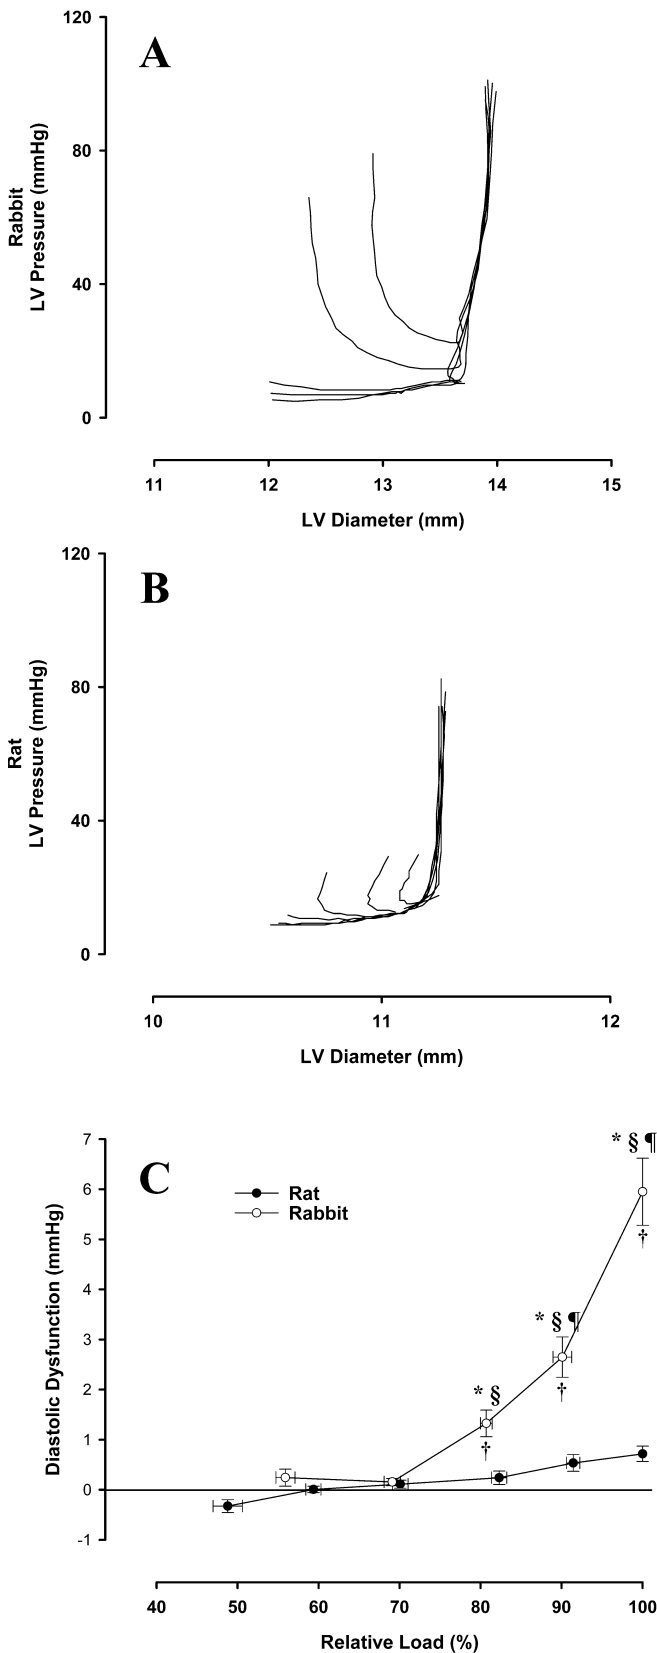 A
120
80
40
0
Rabbit
LV Pressure (mmHg)
11 12 13 14 15
LV Diameter (mm)
B
120
80
40
0
Rat
LV Pressure (mmHg)
10 11 12
LV Diameter (mm)
C
7
6
5
4
3
2
1
0
-1
Diastolic Dysfunction (mmHg)
Rat
Rabbit
* § ¶
†
* § ¶
†
* §
†
40 50 60 70 80 90 100
Relative Load (%)